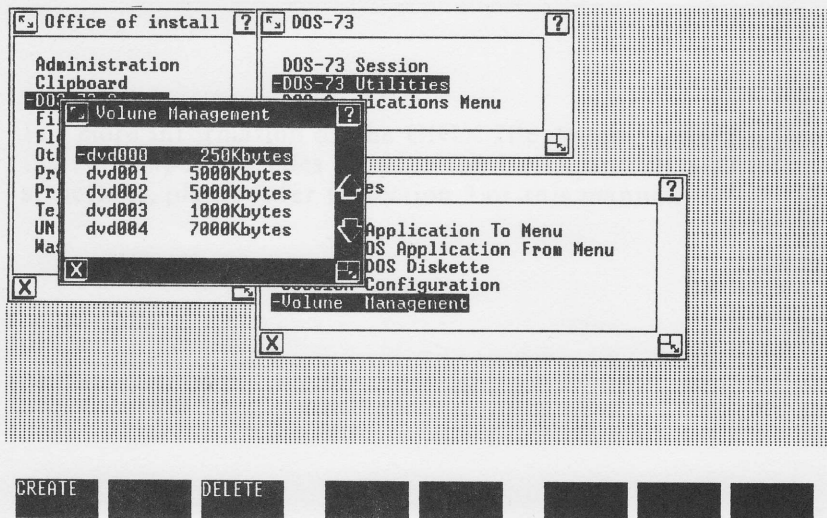 Office of install ?
Administration
Clipboard
DOS-73 ?
DOS-73 Session
-DOS-73 Utilities
Applications Menu
Volume Management ?
-dvd000 250Kbytes
dvd001 5000Kbytes
dvd002 5000Kbytes
dvd003 1000Kbytes
dvd004 7000Kbytes
X
X
?
Application To Menu
Application From Menu
DOS Diskette
Configuration
-Volume Management
X
CREATE
DELETE